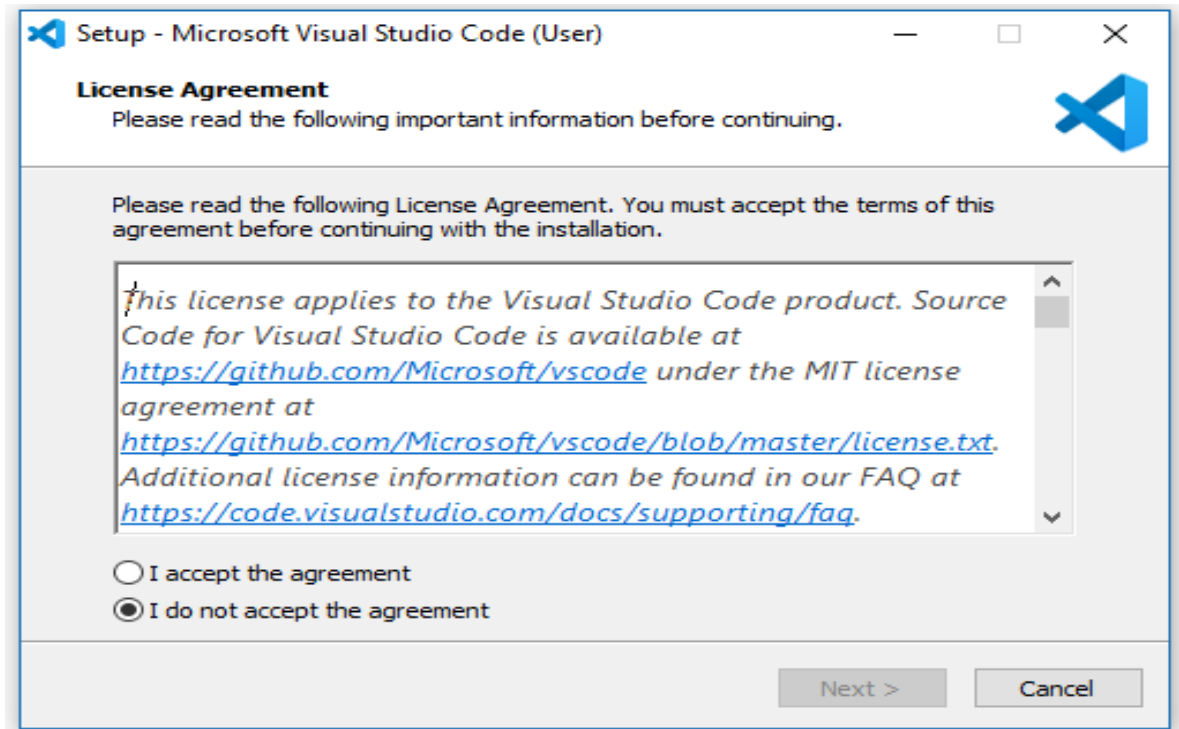 Setup - Microsoft Visual Studio Code (User)
License Agreement
Please read the following important information before continuing.
Please read the following License Agreement. You must accept the terms of this
agreement before continuing with the installation.
This license applies to the Visual Studio Code product. Source
Code for Visual Studio Code is available at
https://github.com/Microsoft/vscode under the MIT license
agreement at
https://github.com/Microsoft/vscode/blob/master/license.txt.
Additional license information can be found in our FAQ at
https://code.visualstudio.com/docs/supporting/faq.
I accept the agreement
I do not accept the agreement
Next >
Cancel